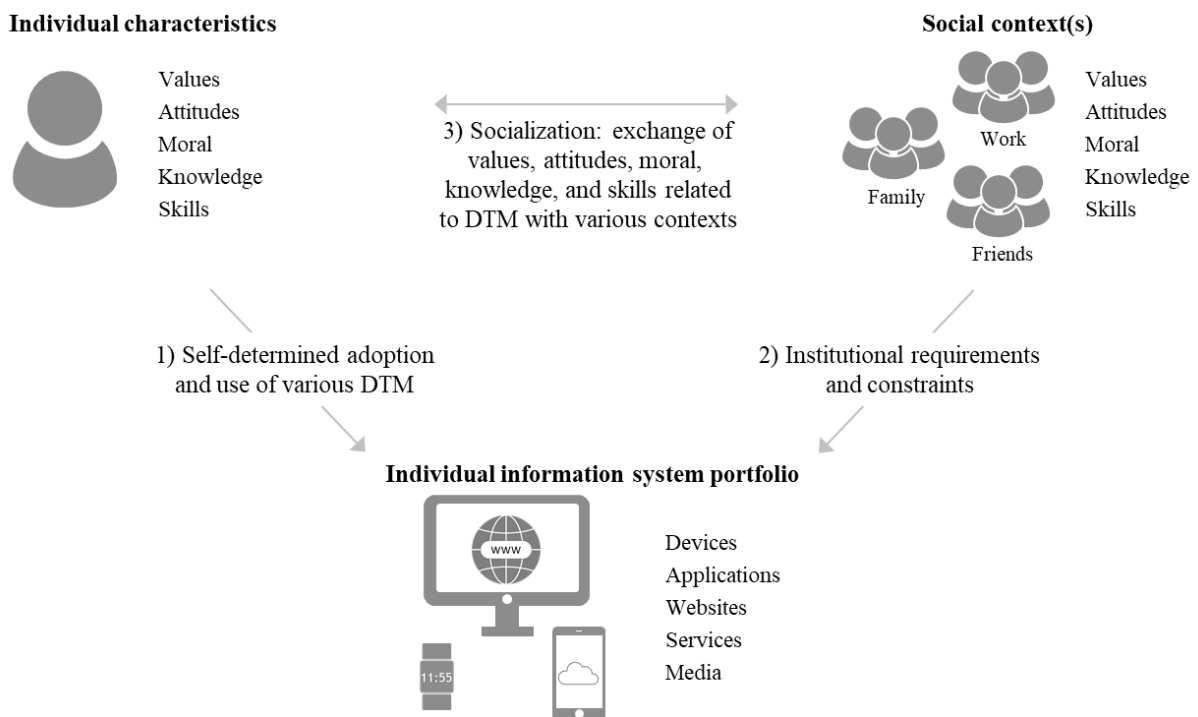 Individual characteristics
Values
Attitudes
Moral
Knowledge
Skills
3) Socialization: exchange of
values, attitudes, moral,
knowledge, and skills related
to DTM with various contexts
Social context(s)
Work
Family
Friends
Values
Attitudes
Moral
Knowledge
Skills
1) Self-determined adoption
and use of various DTM
2) Institutional requirements
and constraints
Individual information system portfolio
www
11:55
Devices
Applications
Websites
Services
Media